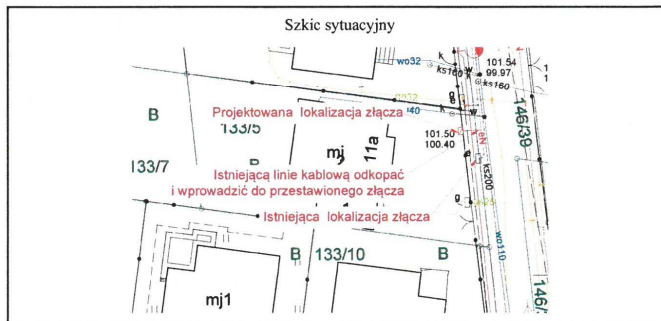 Szkic sytuacyjny
wo32
k
ks160
w
k
101.54
99.97
ks160
B
Projektowana lokalizacja złącza
133/5
g
k
w
40
146/39
133/7
mj
11a
101.50
100.40
eN
Istniejącą linie kablową odkopać
i wprowadzić do przestawionego złącza
ks200
Istniejąca lokalizacja złącza
g
B
133/10
B
wo110
mj1
146/